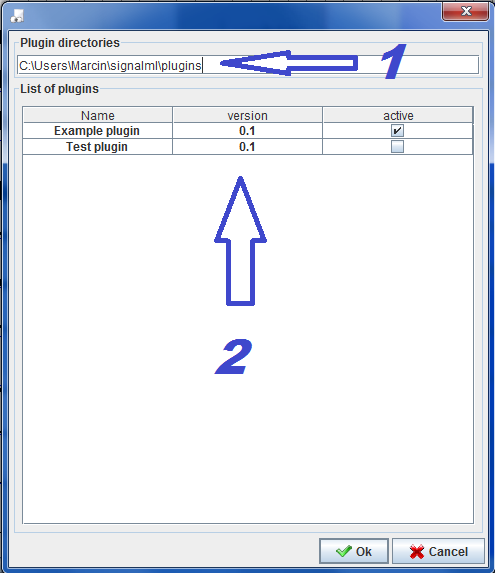 Plugin directories
C:\Users\Marcin\signalml\plugins
1
List of plugins
Name version active
Example plugin 0.1
Test plugin 0.1
2
Ok Cancel